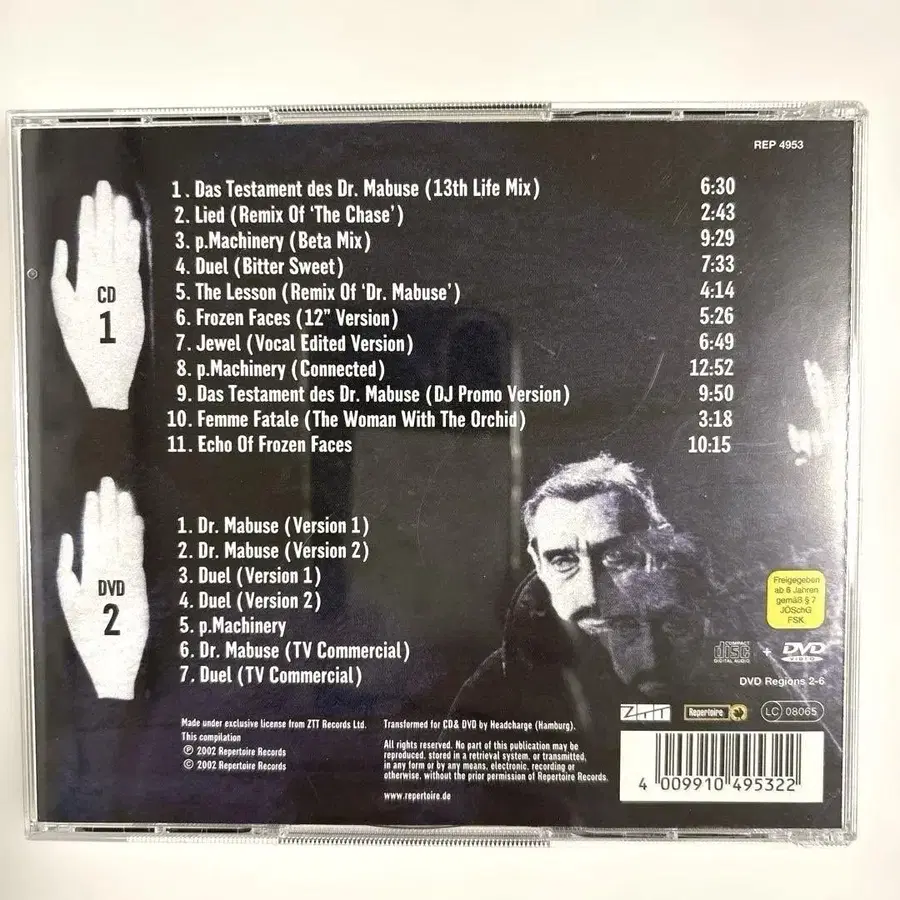 REP 4953
CD
1
1. Das Testament des Dr. Mabuse (13th Life Mix) 6:30
2. Lied (Remix Of 'The Chase') 2:43
3. p.Machinery (Beta Mix) 9:29
4. Duel (Bitter Sweet) 7:33
5. The Lesson (Remix Of 'Dr. Mabuse') 4:14
6. Frozen Faces (12" Version) 5:26
7. Jewel (Vocal Edited Version) 6:49
8. p.Machinery (Connected) 12:52
9. Das Testament des Dr. Mabuse (DJ Promo Version) 9:50
10. Femme Fatale (The Woman With The Orchid) 3:18
11. Echo Of Frozen Faces 10:15
DVD
2
1. Dr. Mabuse (Version 1)
2. Dr. Mabuse (Version 2)
3. Duel (Version 1)
4. Duel (Version 2)
5. p.Machinery
6. Dr. Mabuse (TV Commercial)
7. Duel (TV Commercial)
Freigegeben
ab 6 Jahren
gemäß § 7
JÖSchG
FSK
COMPACT
disc
DIGITAL AUDIO
+
DVD
VIDEO
DVD Regions 2-6
Made under exclusive license from ZTT Records Ltd.
This compilation
℗ 2002 Repertoire Records
© 2002 Repertoire Records
Transformed for CD& DVD by Headcharge (Hamburg).
All rights reserved. No part of this publication may be
reproduced, stored in a retrieval system, or transmitted,
in any form or by any means, electronic, recording or
otherwise, without the prior permission of Repertoire Records.
www.repertoire.de
ZTT
Repertoire
LC 08065
4 009910 495322